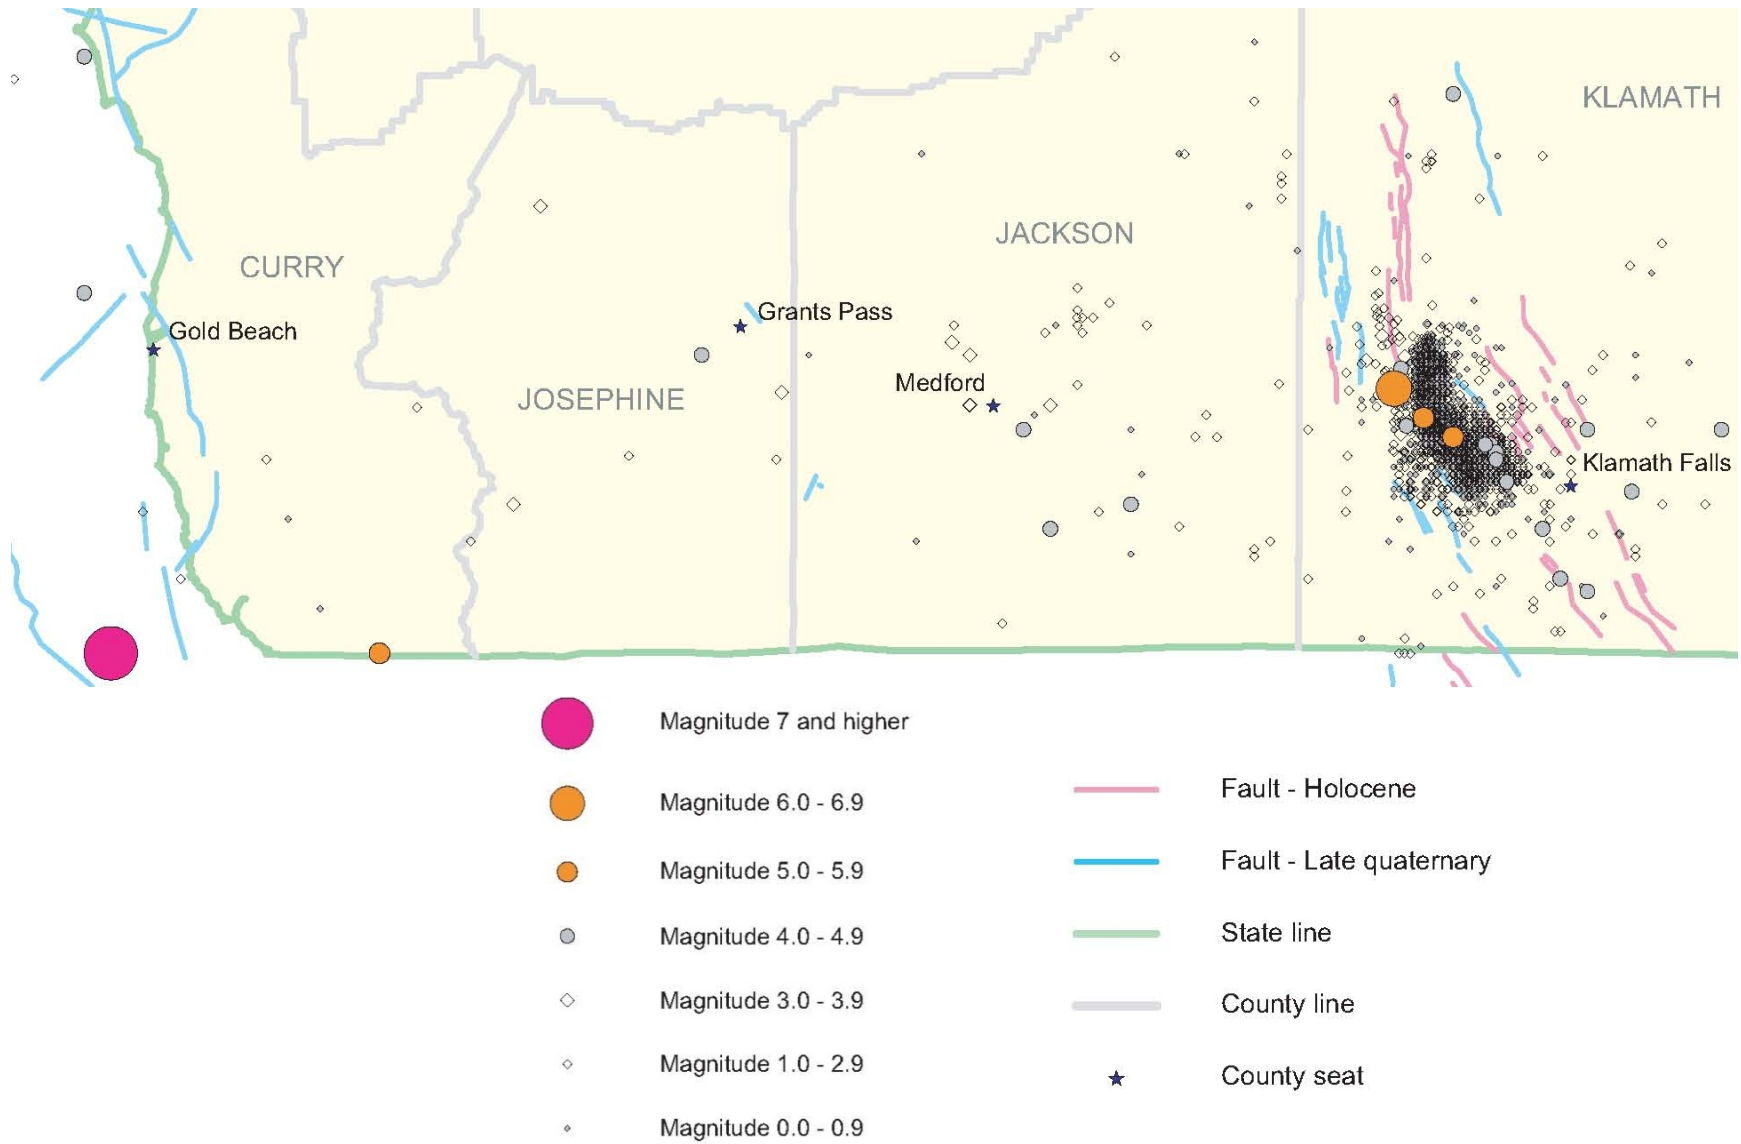 KLAMATH
JACKSON
CURRY
Grants Pass
Gold Beach
Medford
JOSEPHINE
Klamath Falls
Magnitude 7 and higher
Magnitude 6.0 - 6.9
Magnitude 5.0 - 5.9
Magnitude 4.0 - 4.9
Magnitude 3.0 - 3.9
Magnitude 1.0 - 2.9
Magnitude 0.0 - 0.9
Fault - Holocene
Fault - Late quaternary
State line
County line
County seat